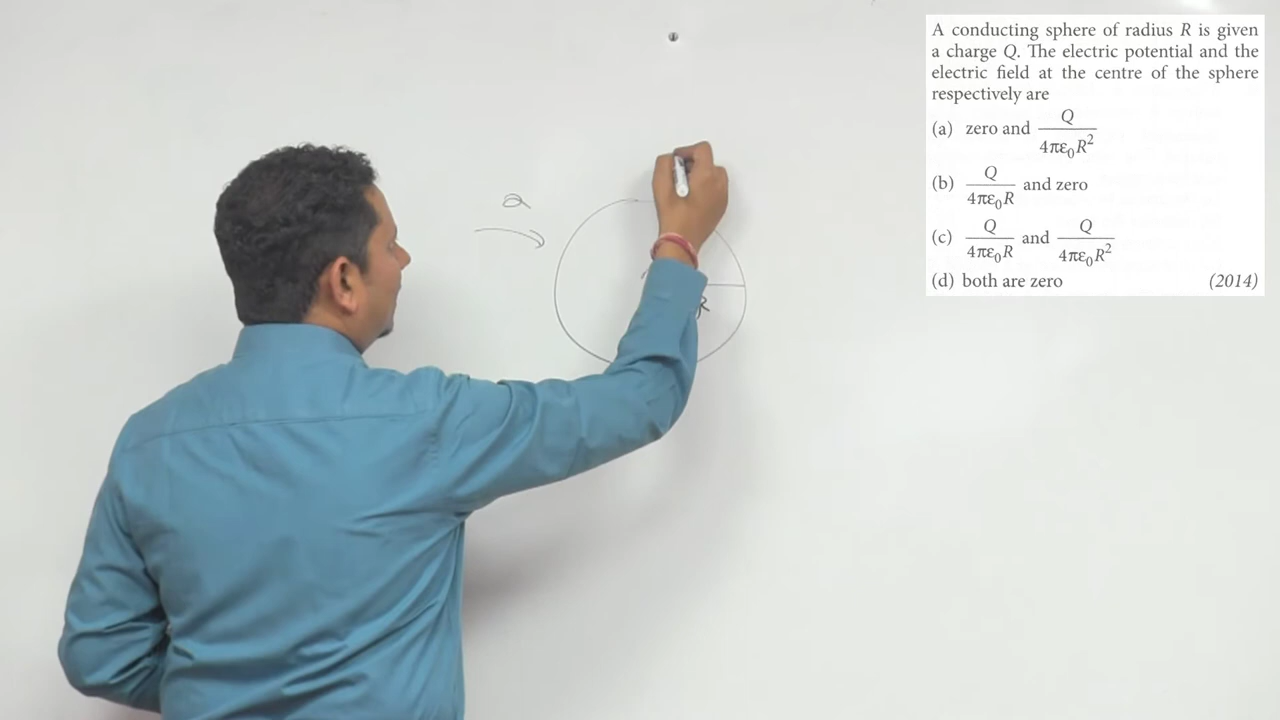 A conducting sphere of radius R is given
a charge Q. The electric potential and the
electric field at the centre of the sphere
respectively are
(a) zero and Q/4πε₀R²
(b) Q/4πε₀R and zero
(c) Q/4πε₀R and Q/4πε₀R²
(d) both are zero (2014)
Q
R